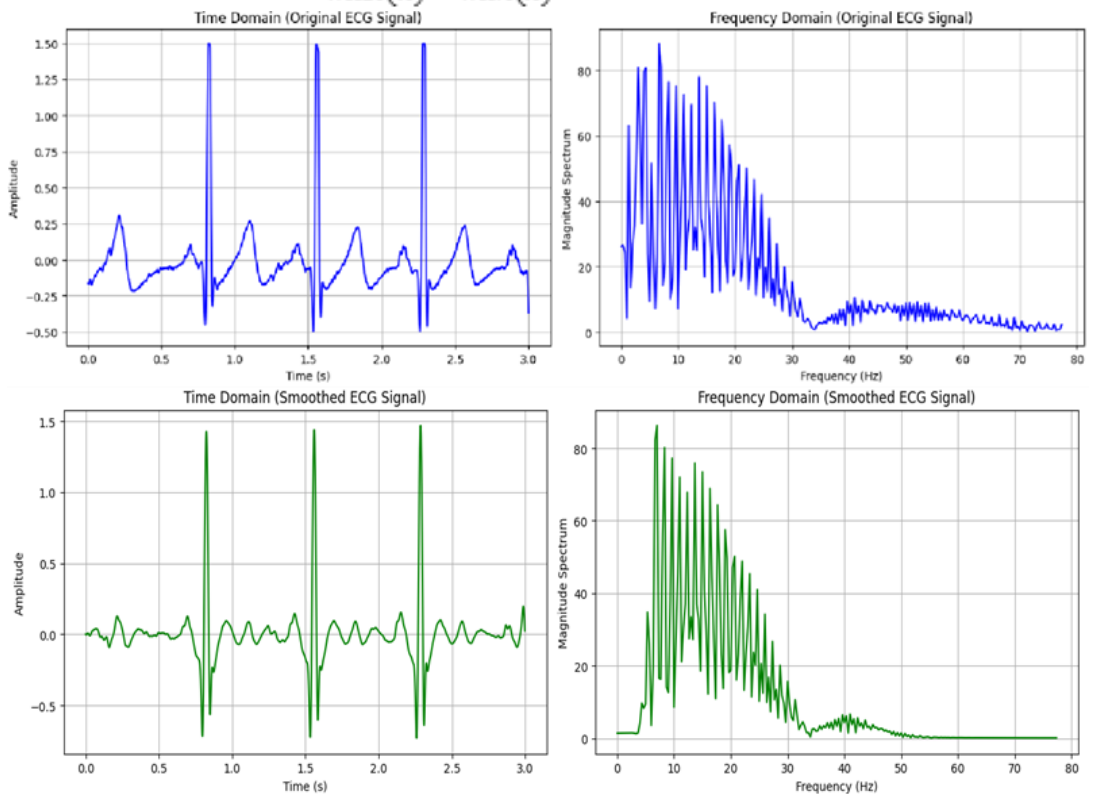 Time Domain (Original ECG Signal)
Frequency Domain (Original ECG Signal)
Amplitude
1.50
1.25
1.00
0.75
0.50
0.25
0.00
−0.25
−0.50
0.0 0.5 1.0 1.5 2.0 2.5 3.0
Time (s)
Magnitude Spectrum
80
60
40
20
0
0 10 20 30 40 50 60 70 80
Frequency (Hz)
Time Domain (Smoothed ECG Signal)
Frequency Domain (Smoothed ECG Signal)
Amplitude
1.5
1.0
0.5
0.0
−0.5
0.0 0.5 1.0 1.5 2.0 2.5 3.0
Time (s)
Magnitude Spectrum
80
60
40
20
0
0 10 20 30 40 50 60 70 80
Frequency (Hz)